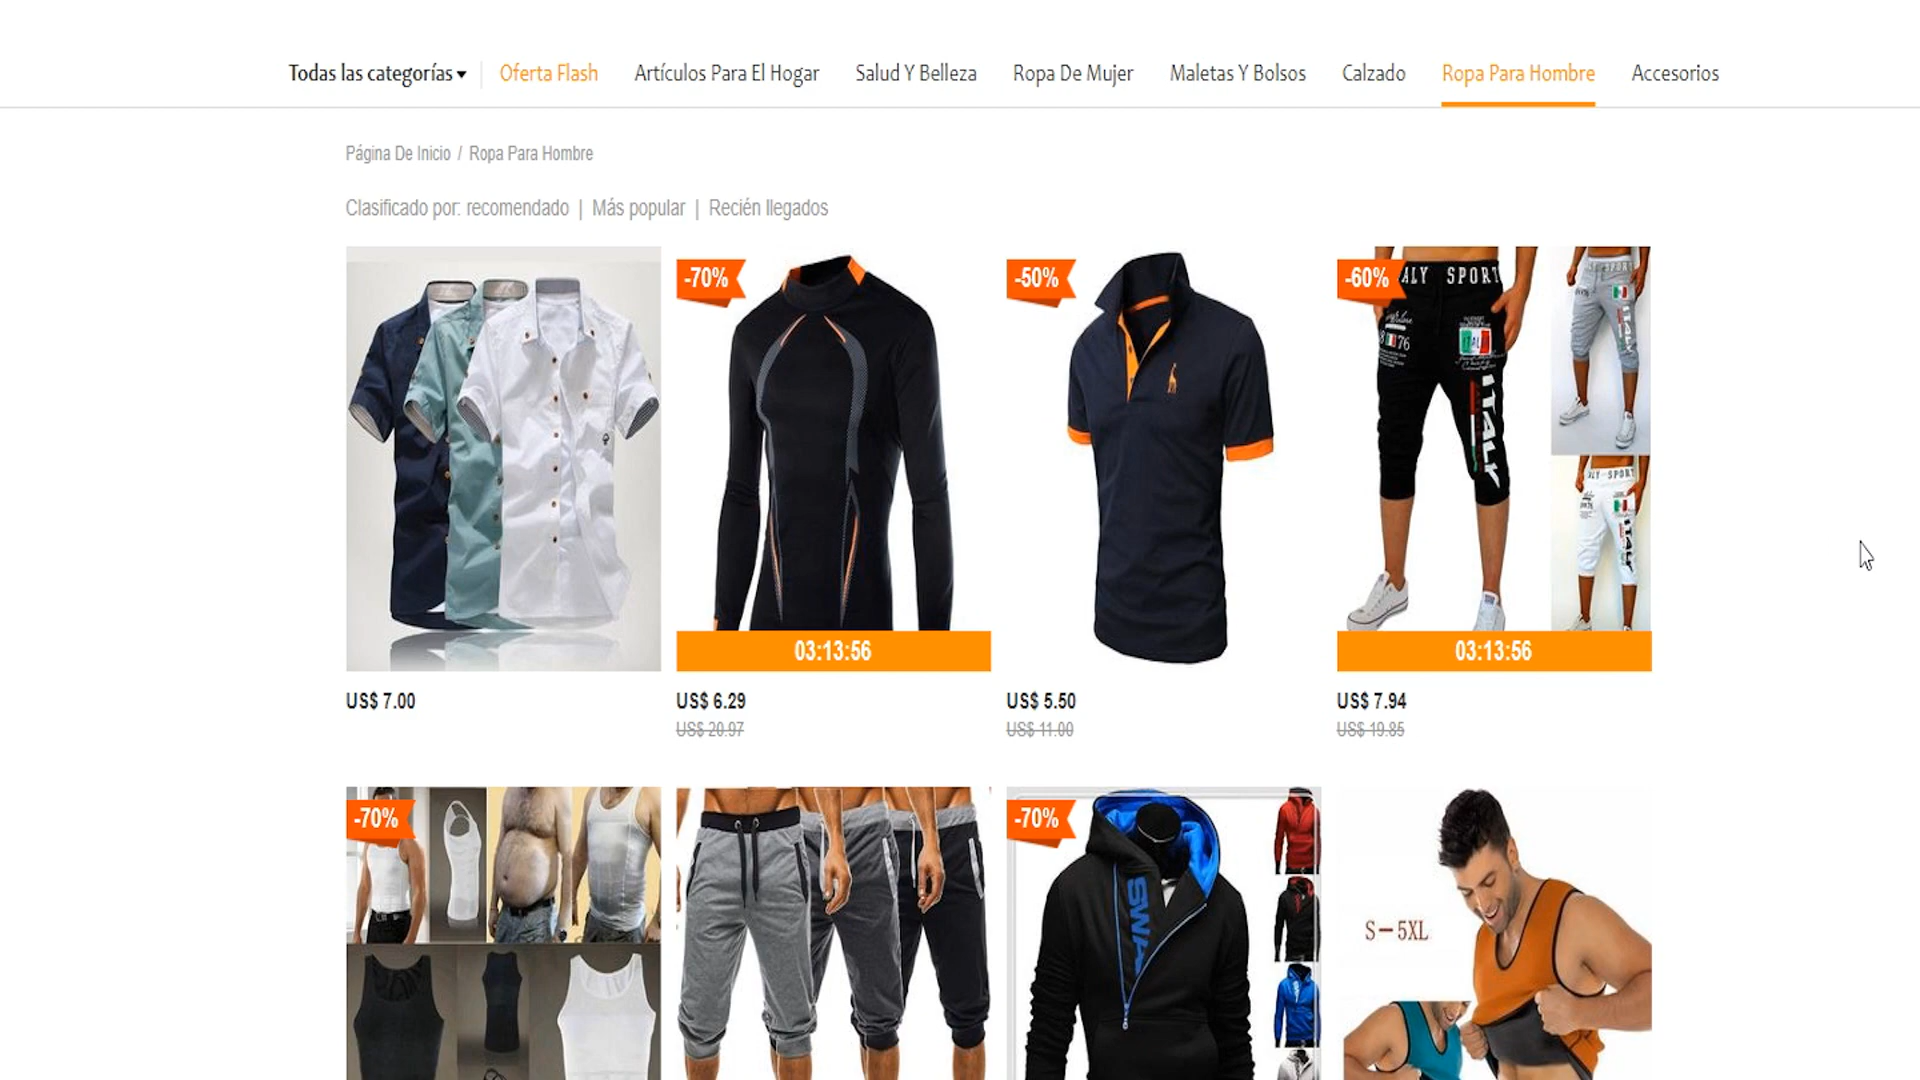 Todas las categorías Oferta Flash Artículos Para El Hogar Salud Y Belleza Ropa De Mujer Maletas Y Bolsos Calzado Ropa Para Hombre Accesorios
Página De Inicio / Ropa Para Hombre
Clasificado por: recomendado | Más popular | Recién llegados
-70%
-50%
-60%
ALY SPORT
ITALY
03:13:56
03:13:56
US$ 7.00
US$ 6.29
US$ 5.50
US$ 7.94
US$ 20.97
US$ 11.00
US$ 19.85
-70%
-70%
S-5XL